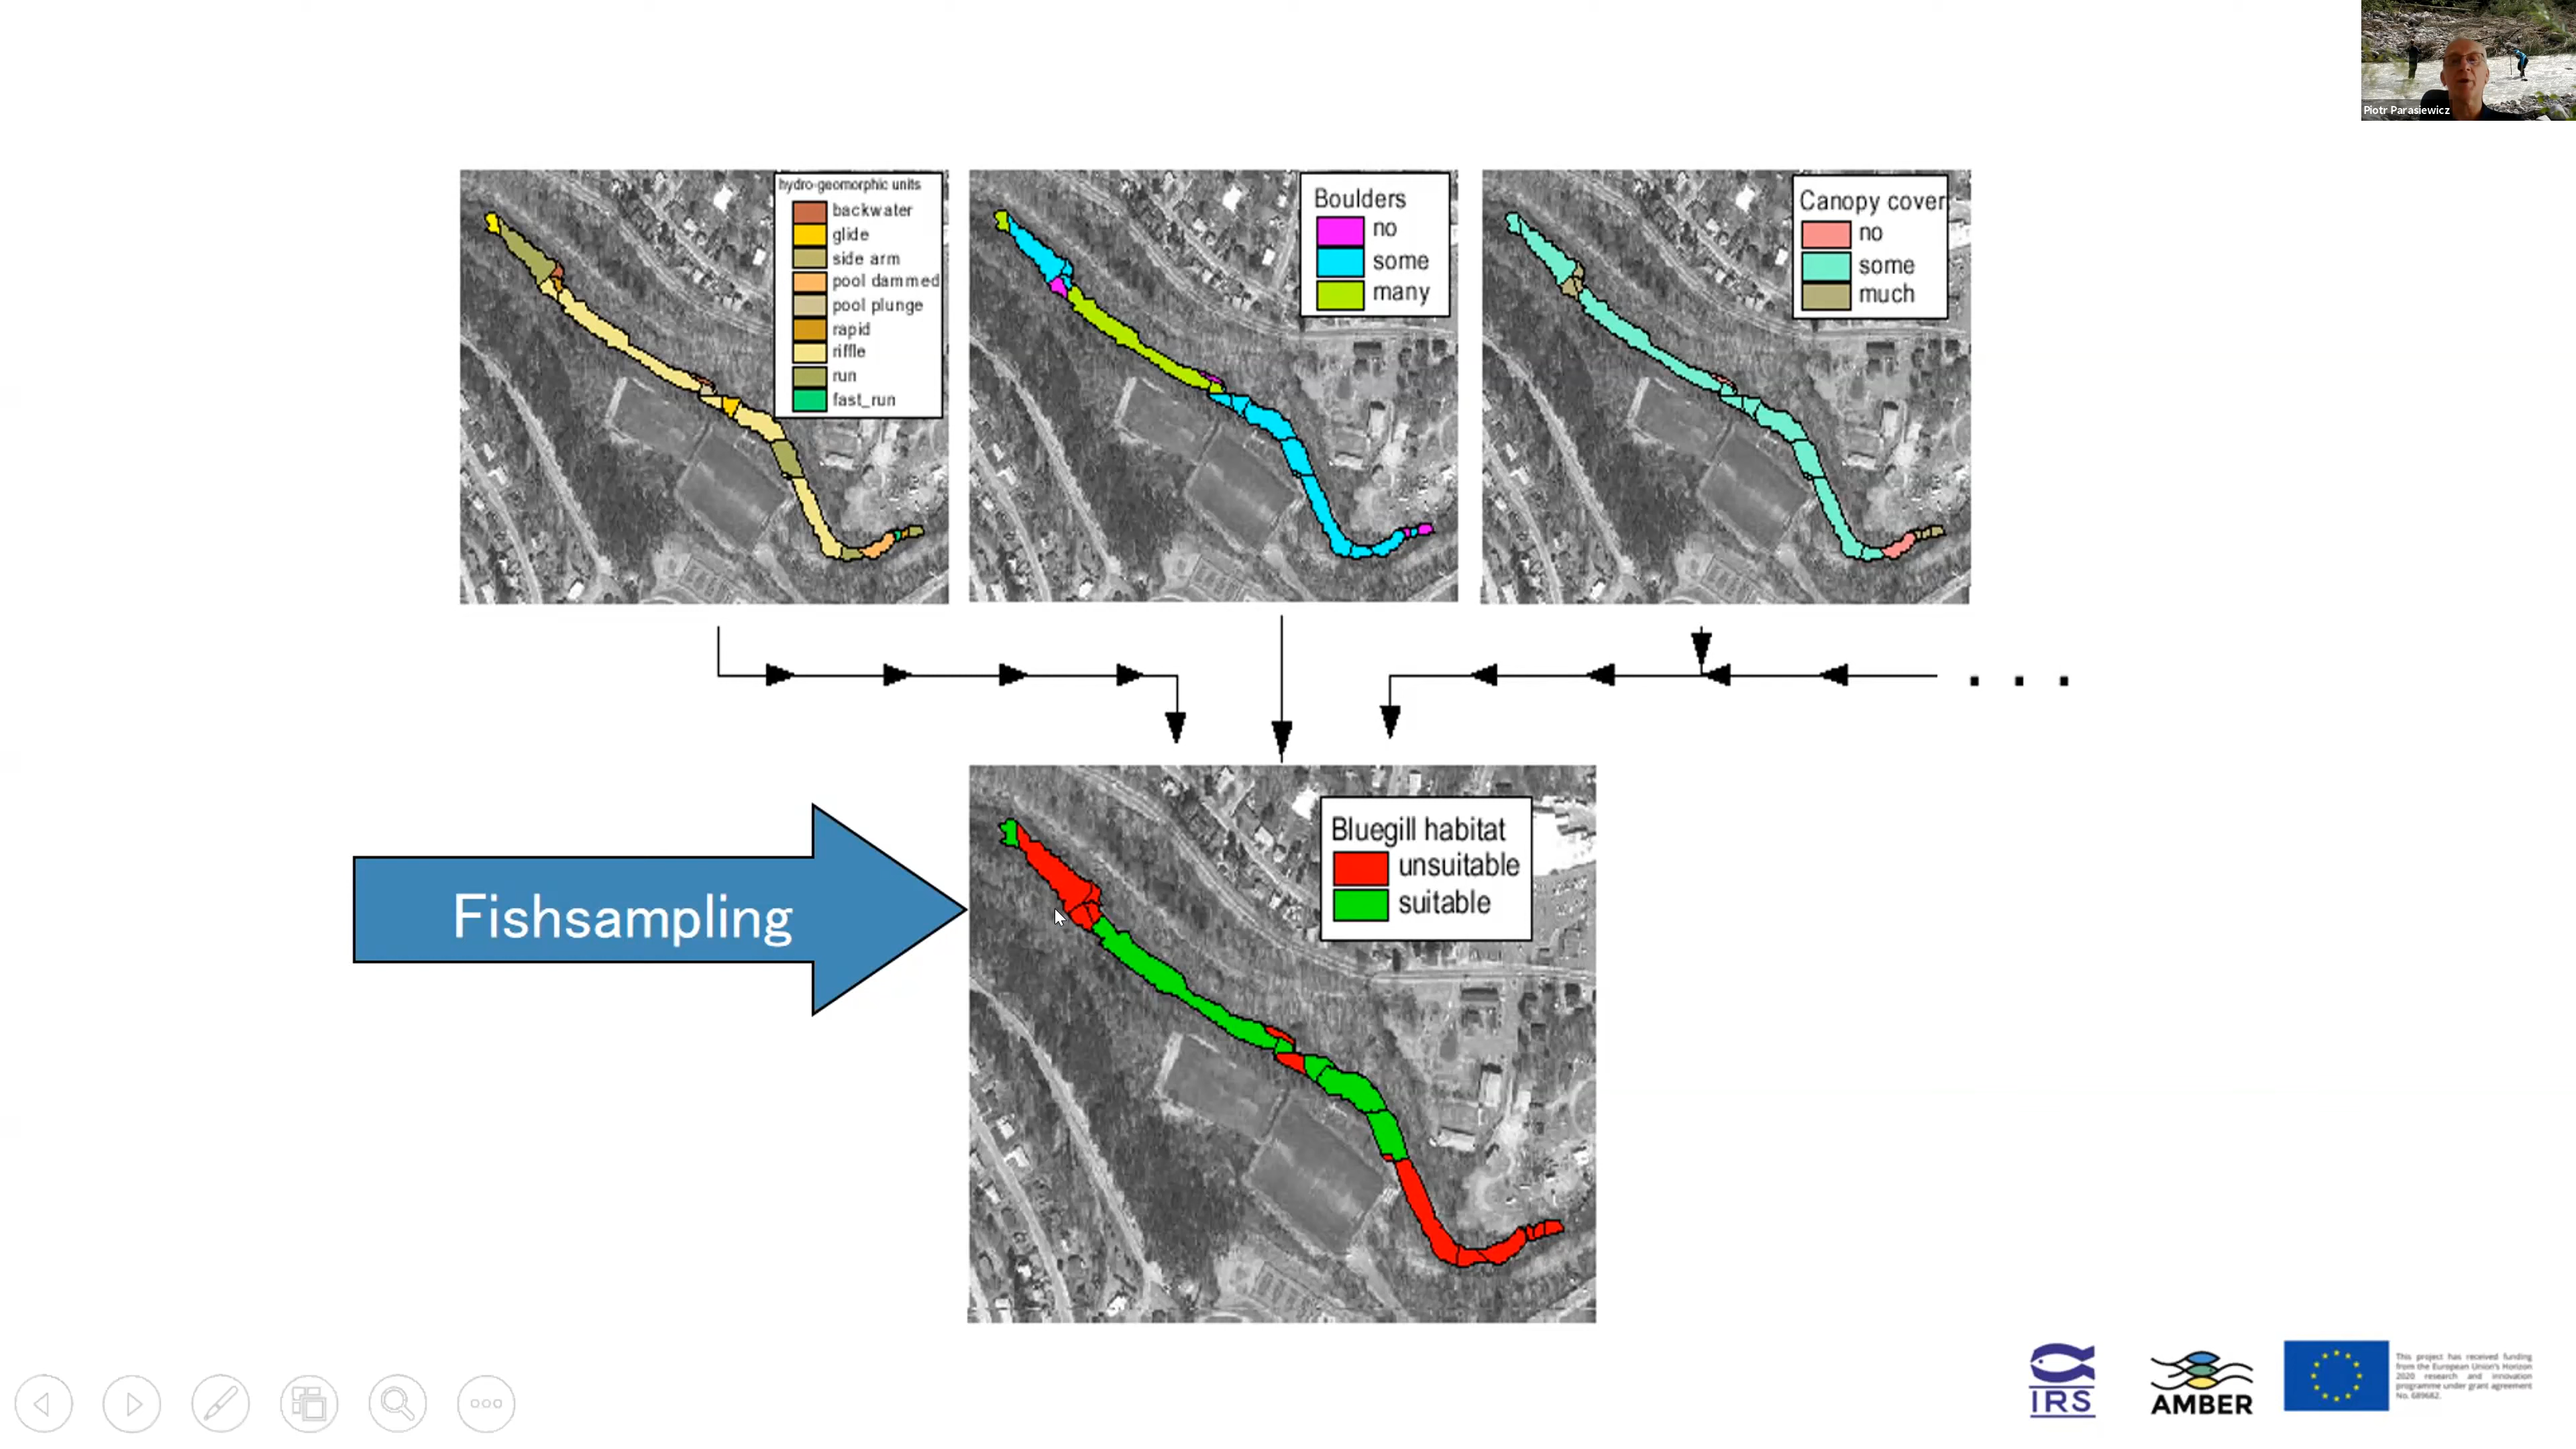 Piotr Parasiewicz
hydro-geomorphic units
backwater
glide
side arm
pool dammed
pool plunge
rapid
riffle
run
fast_run
Boulders
no
some
many
Canopy cover
no
some
much
. . .
Fishsampling
Bluegill habitat
unsuitable
suitable
IRS
AMBER
This project has received funding
from the European Union's Horizon
2020 research and innovation
programme under grant agreement
No. 689682.